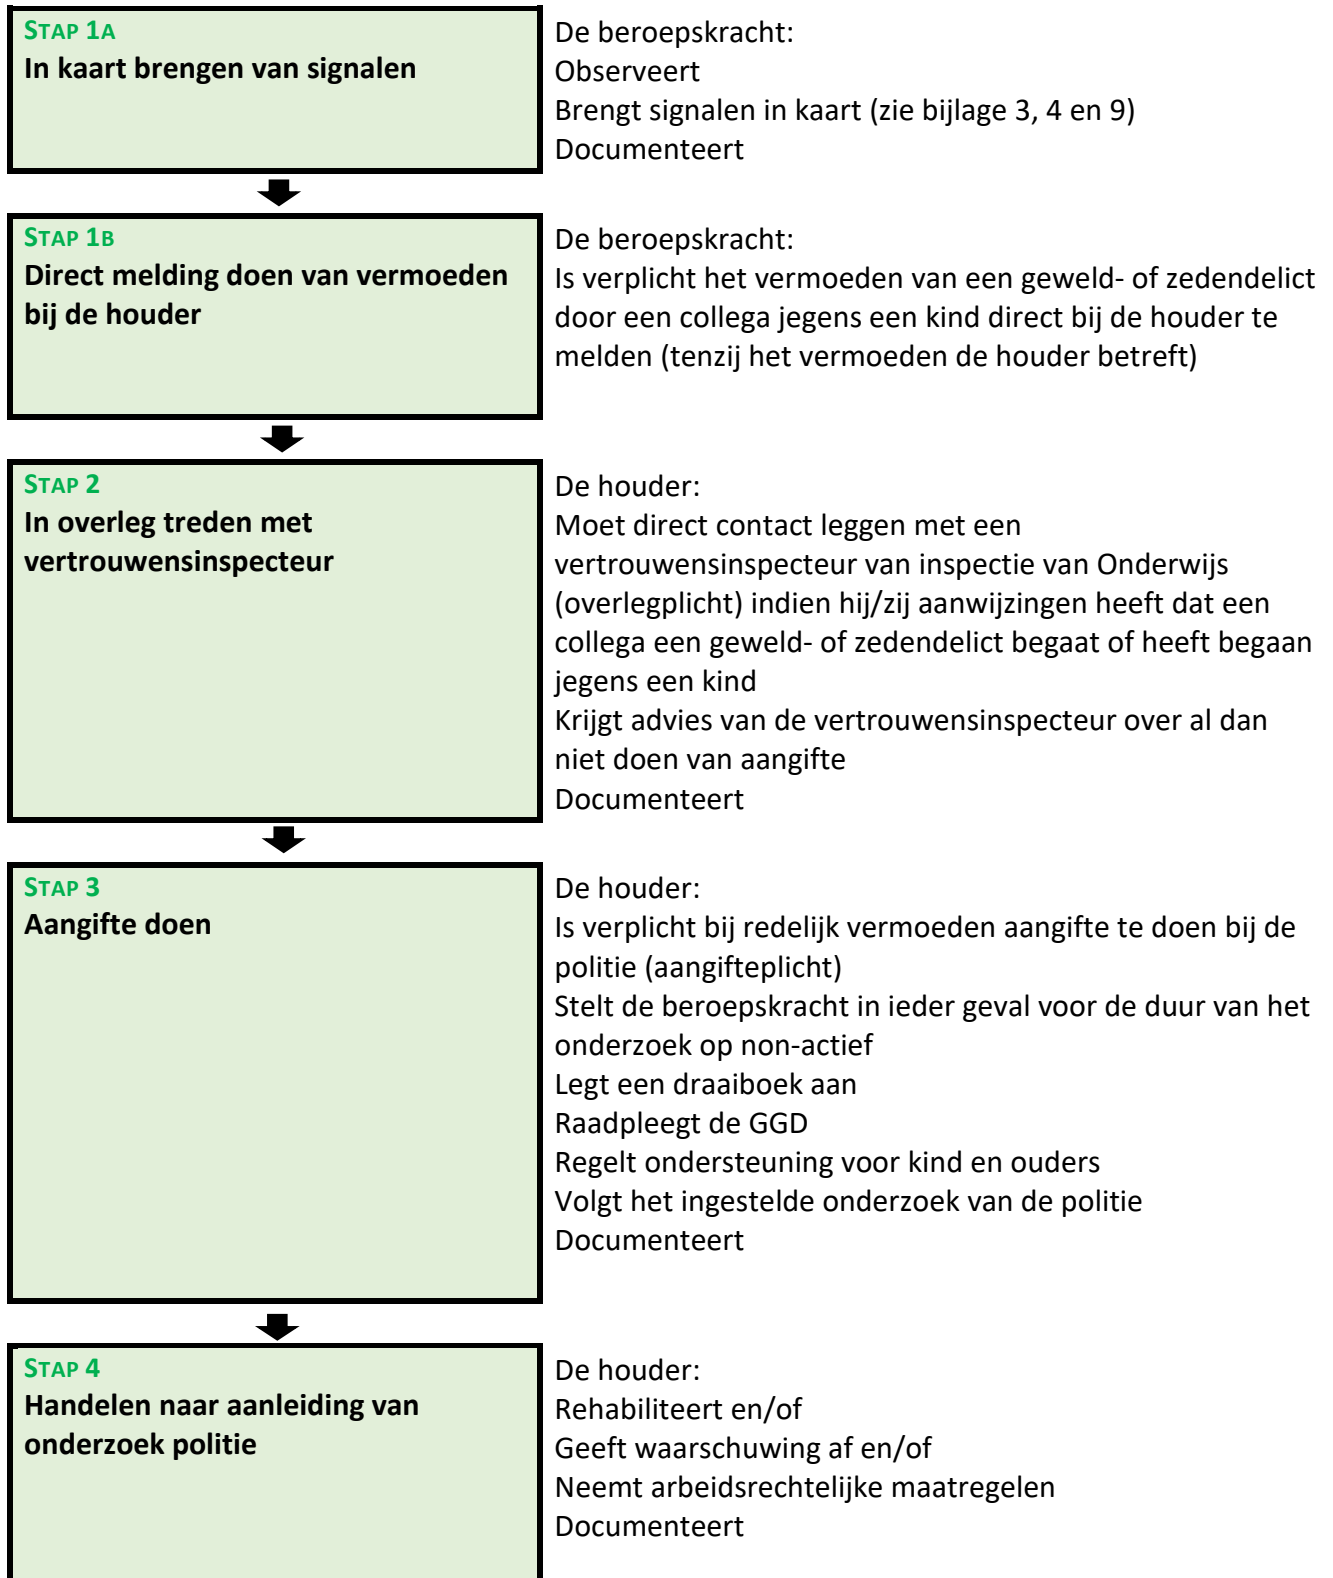 STAP 1A
In kaart brengen van signalen
De beroepskracht:
Observeert
Brengt signalen in kaart (zie bijlage 3, 4 en 9)
Documenteert
STAP 1B
Direct melding doen van vermoeden
bij de houder
De beroepskracht:
Is verplicht het vermoeden van een geweld- of zedendelict
door een collega jegens een kind direct bij de houder te
melden (tenzij het vermoeden de houder betreft)
STAP 2
In overleg treden met
vertrouwensinspecteur
De houder:
Moet direct contact leggen met een
vertrouwensinspecteur van inspectie van Onderwijs
(overlegplicht) indien hij/zij aanwijzingen heeft dat een
collega een geweld- of zedendelict begaat of heeft begaan
jegens een kind
Krijgt advies van de vertrouwensinspecteur over al dan
niet doen van aangifte
Documenteert
STAP 3
Aangifte doen
De houder:
Is verplicht bij redelijk vermoeden aangifte te doen bij de
politie (aangifteplicht)
Stelt de beroepskracht in ieder geval voor de duur van het
onderzoek op non-actief
Legt een draaiboek aan
Raadpleegt de GGD
Regelt ondersteuning voor kind en ouders
Volgt het ingestelde onderzoek van de politie
Documenteert
STAP 4
Handelen naar aanleiding van
onderzoek politie
De houder:
Rehabiliteert en/of
Geeft waarschuwing af en/of
Neemt arbeidsrechtelijke maatregelen
Documenteert